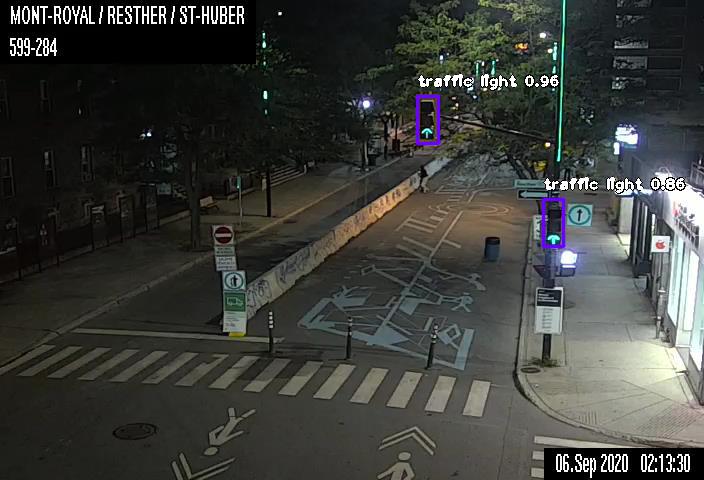 MONT-ROYAL / RESTHER / ST-HUBER
599-284
traffic light 0.96
traffic light 0.86
06.Sep 2020 02:13:30